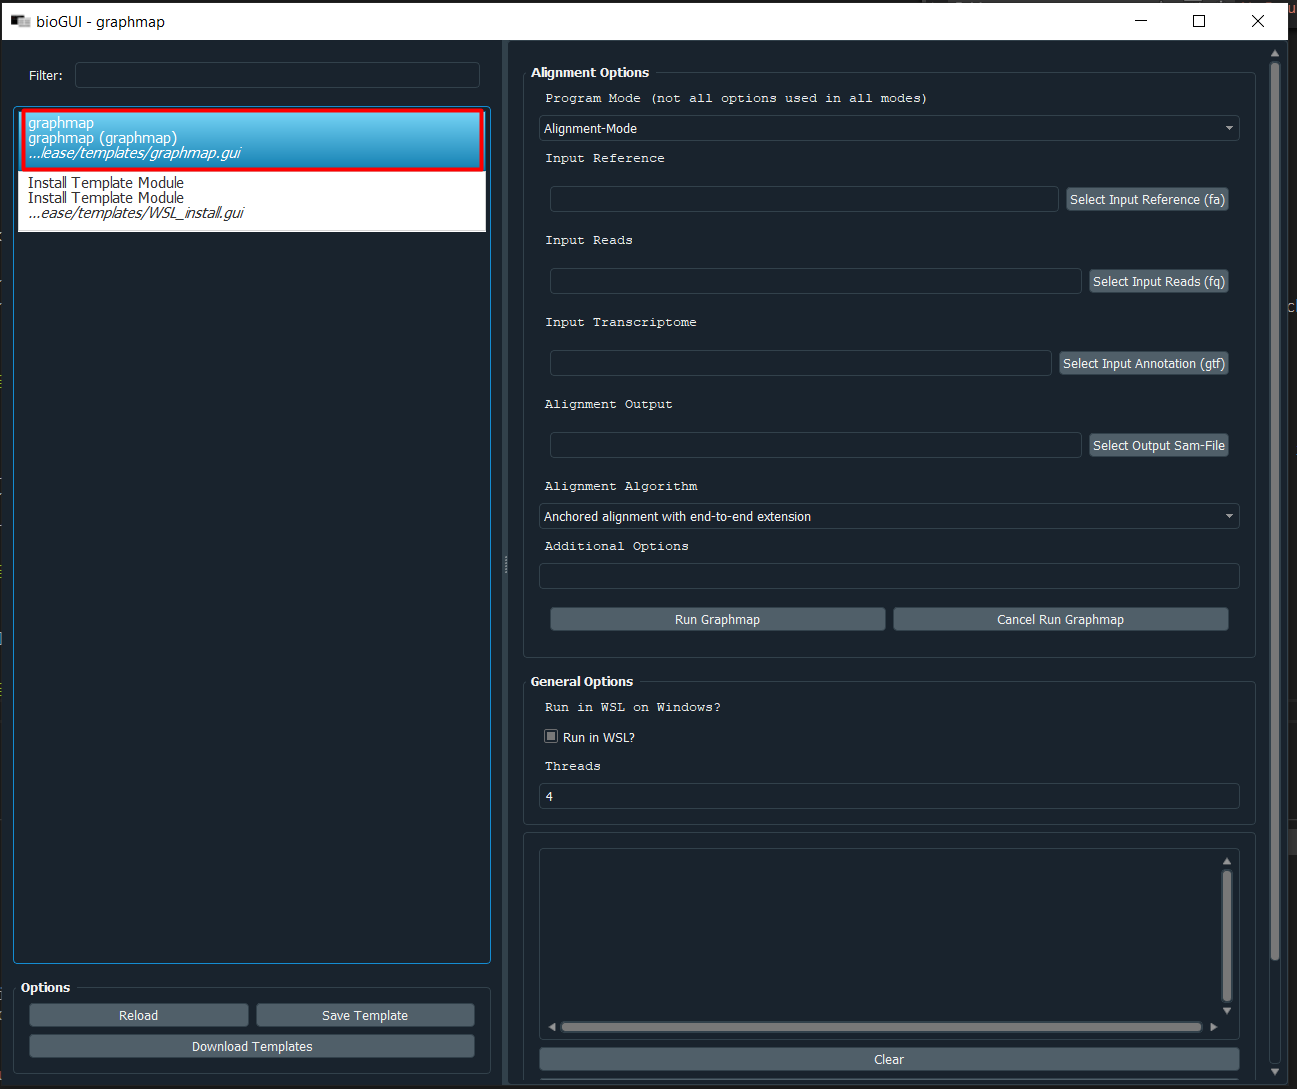 bioGUI - graphmap
Filter:
graphmap
graphmap (graphmap)
...lease/templates/graphmap.gui
Install Template Module
Install Template Module
...ease/templates/WSL_install.gui
Options
Reload
Save Template
Download Templates
Alignment Options
Program Mode (not all options used in all modes)
Alignment-Mode
Input Reference
Select Input Reference (fa)
Input Reads
Select Input Reads (fq)
Input Transcriptome
Select Input Annotation (gtf)
Alignment Output
Select Output Sam-File
Alignment Algorithm
Anchored alignment with end-to-end extension
Additional Options
Run Graphmap
Cancel Run Graphmap
General Options
Run in WSL on Windows?
Run in WSL?
Threads
4
Clear